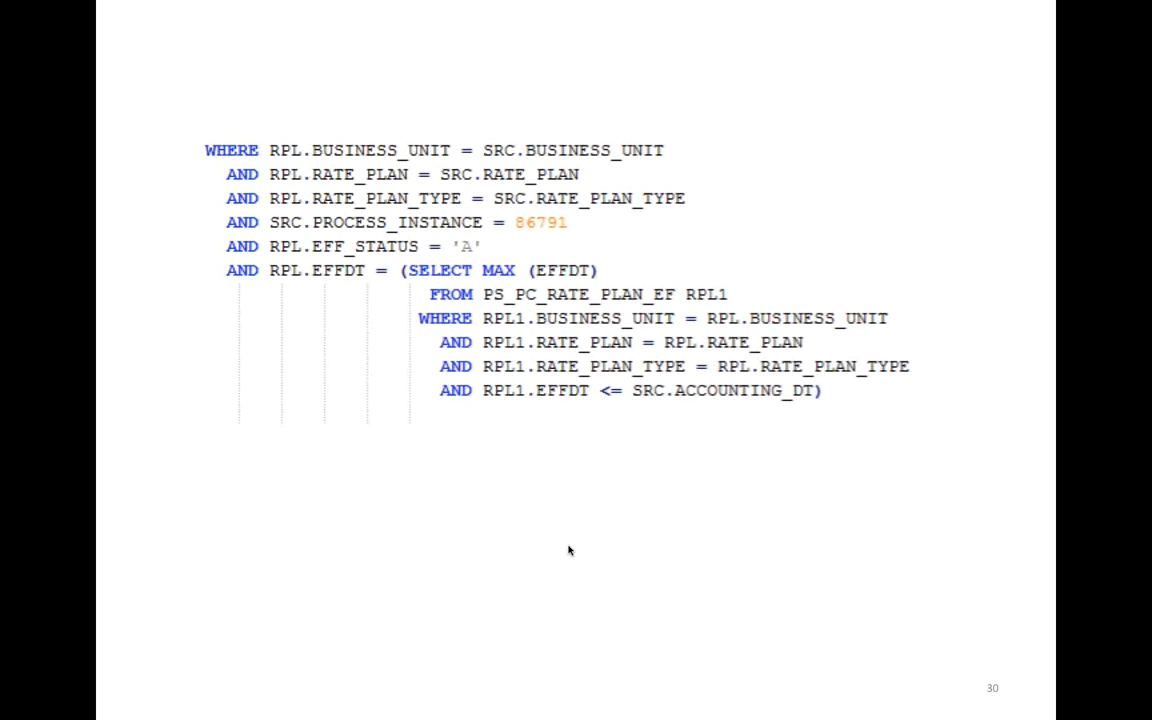 WHERE RPL.BUSINESS_UNIT = SRC.BUSINESS_UNIT
AND RPL.RATE_PLAN = SRC.RATE_PLAN
AND RPL.RATE_PLAN_TYPE = SRC.RATE_PLAN_TYPE
AND SRC.PROCESS_INSTANCE = 86791
AND RPL.EFF_STATUS = 'A'
AND RPL.EFFDT = (SELECT MAX (EFFDT)
FROM PS_PC_RATE_PLAN_EF RPL1
WHERE RPL1.BUSINESS_UNIT = RPL.BUSINESS_UNIT
AND RPL1.RATE_PLAN = RPL.RATE_PLAN
AND RPL1.RATE_PLAN_TYPE = RPL.RATE_PLAN_TYPE
AND RPL1.EFFDT <= SRC.ACCOUNTING_DT)
30